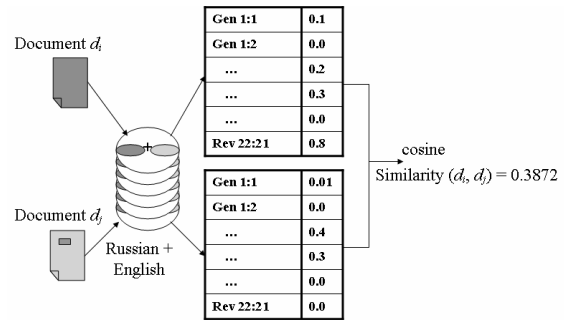 Document di
+
Russian +
English
Document dj
Gen 1:1 0.1
Gen 1:2 0.0
... 0.2
... 0.3
... 0.0
Rev 22:21 0.8
Gen 1:1 0.01
Gen 1:2 0.0
... 0.4
... 0.3
... 0.0
Rev 22:21 0.0
cosine
Similarity (di, dj) = 0.3872